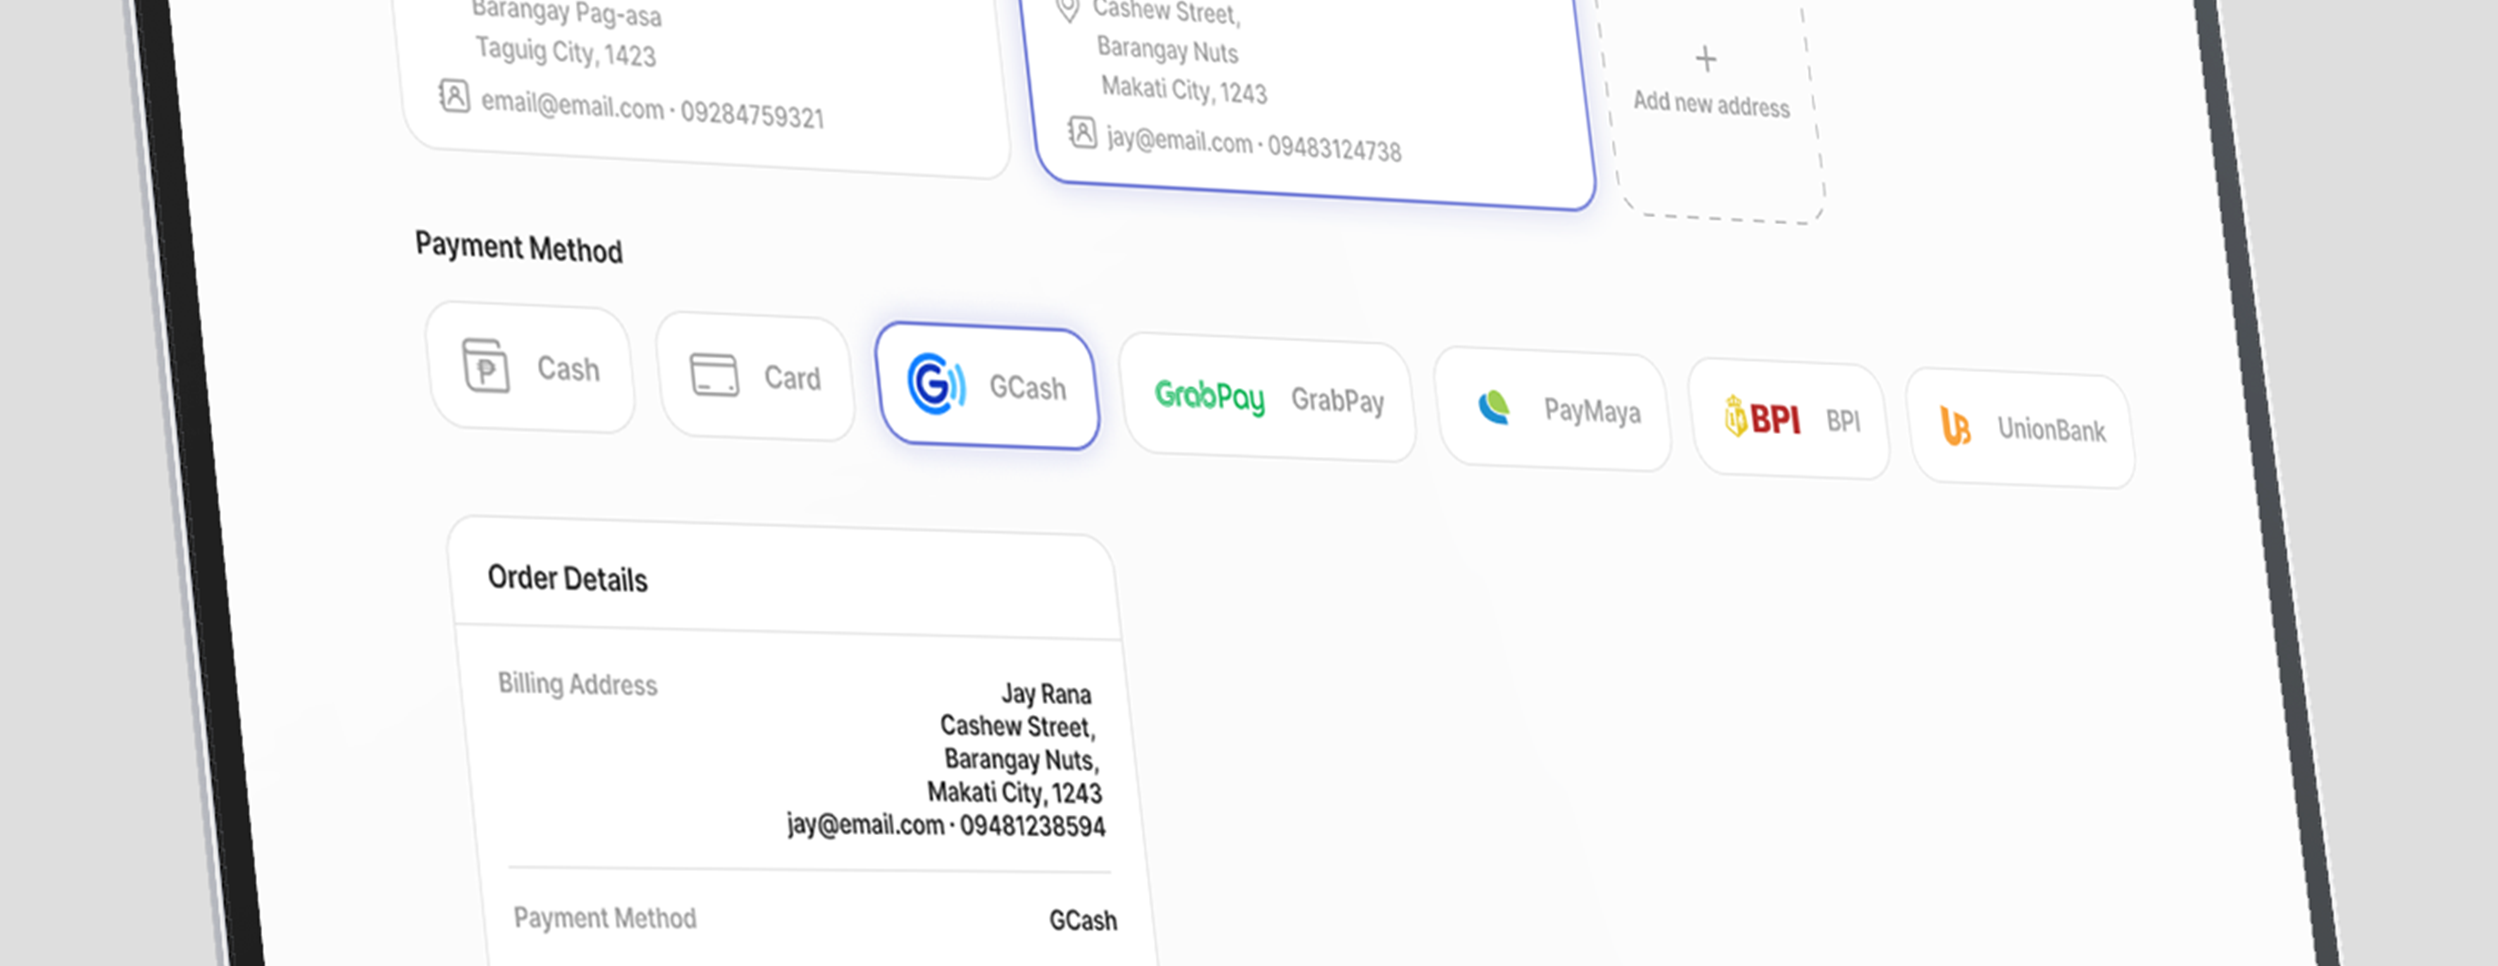 Barangay Pag-asa
Taguig City, 1423
email@email.com · 09284759321
Cashew Street,
Barangay Nuts
Makati City, 1243
jay@email.com · 09483124738
+
Add new address
Payment Method
Cash
Card
G GCash
GrabPay GrabPay
PayMaya
BPI BPI
UB UnionBank
Order Details
Billing Address
Jay Rana
Cashew Street,
Barangay Nuts,
Makati City, 1243
jay@email.com · 09481238594
Payment Method
GCash